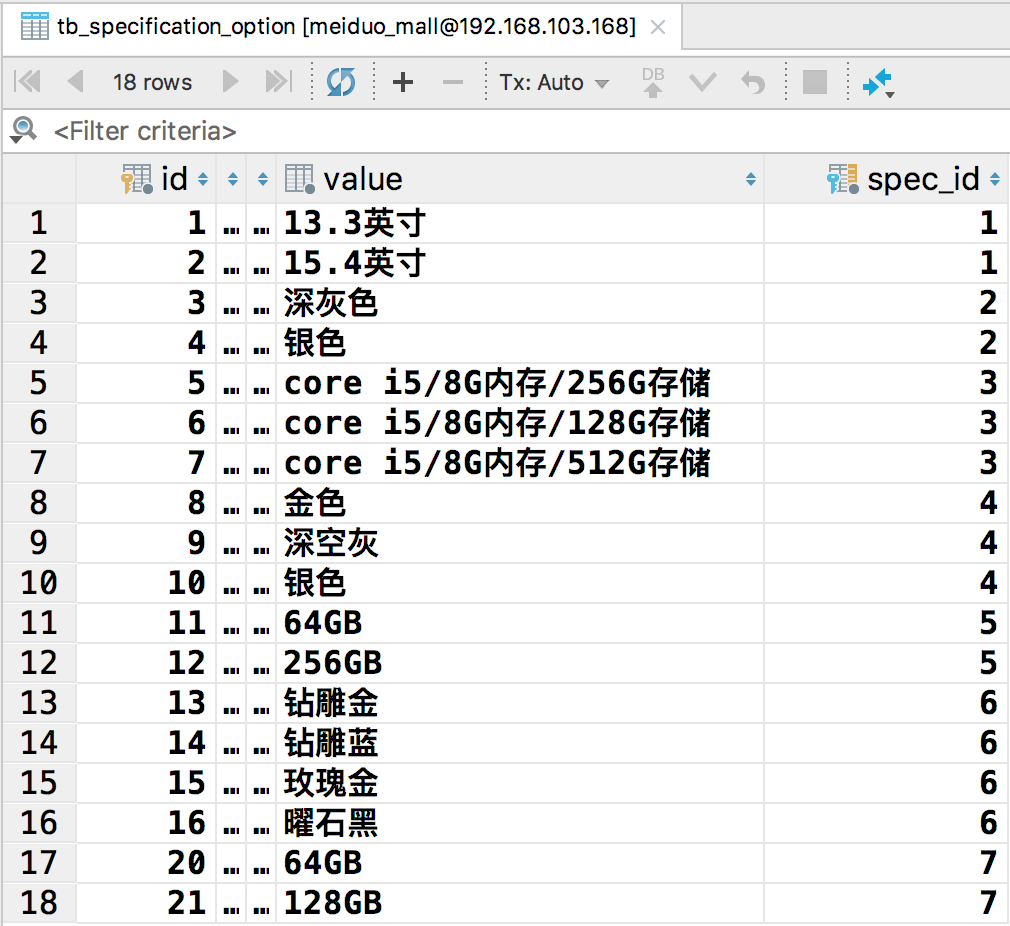 tb_specification_option [meiduo_mall@192.168.103.168]
18 rows Tx: Auto DB
<Filter criteria>
id value spec_id
1 1 … … 13.3英寸 1
2 2 … … 15.4英寸 1
3 3 … … 深灰色 2
4 4 … … 银色 2
5 5 … … core i5/8G内存/256G存储 3
6 6 … … core i5/8G内存/128G存储 3
7 7 … … core i5/8G内存/512G存储 3
8 8 … … 金色 4
9 9 … … 深空灰 4
10 10 … … 银色 4
11 11 … … 64GB 5
12 12 … … 256GB 5
13 13 … … 钻雕金 6
14 14 … … 钻雕蓝 6
15 15 … … 玫瑰金 6
16 16 … … 曜石黑 6
17 20 … … 64GB 7
18 21 … … 128GB 7